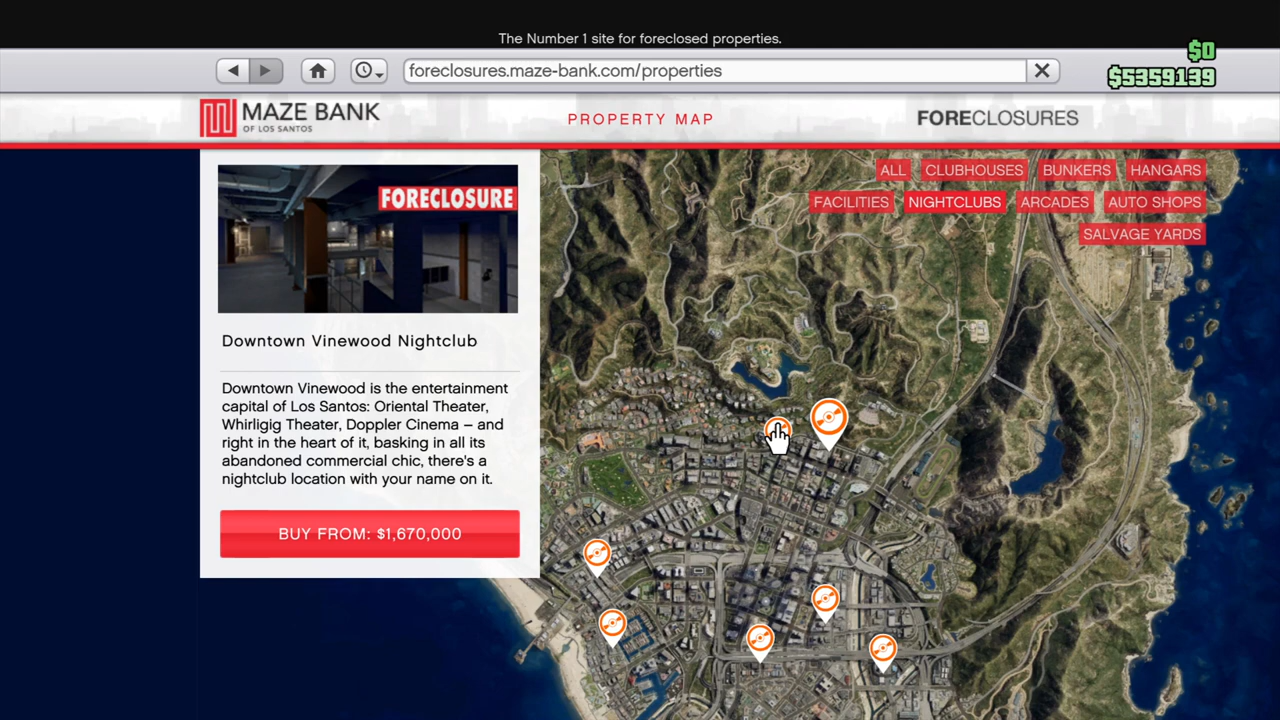 The Number 1 site for foreclosed properties.
$0
foreclosures.maze-bank.com/properties
$5359139
MAZE BANK
OF LOS SANTOS
PROPERTY MAP
FORECLOSURES
FORECLOSURE
ALL CLUBHOUSES BUNKERS HANGARS
FACILITIES NIGHTCLUBS ARCADES AUTO SHOPS
SALVAGE YARDS
Downtown Vinewood Nightclub
Downtown Vinewood is the entertainment
capital of Los Santos: Oriental Theater,
Whirligig Theater, Doppler Cinema – and
right in the heart of it, basking in all its
abandoned commercial chic, there's a
nightclub location with your name on it.
BUY FROM: $1,670,000